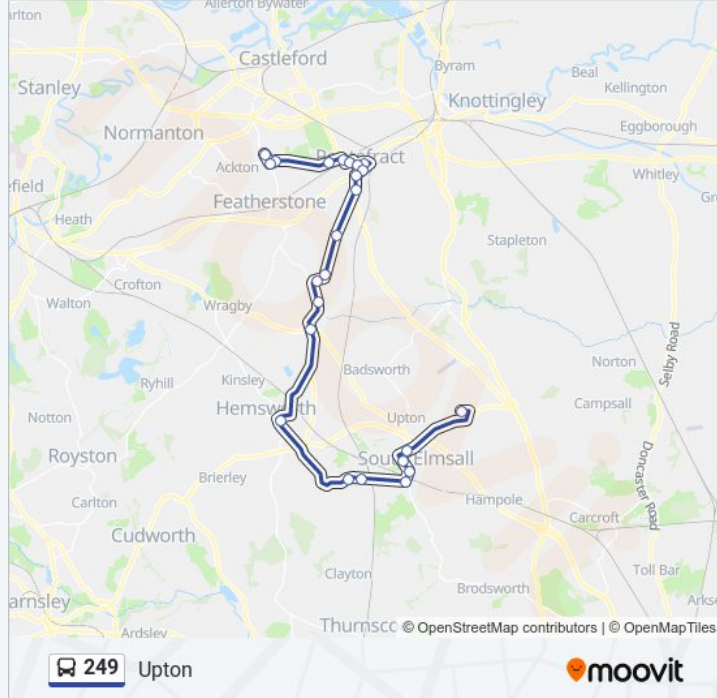 Allerton Bywater
Castleford
Byram
Beal
Stanley
Knottingley
Kellington
Normanton
Eggborough
Ackton
Whitley
Featherstone
Heath
Stapleton
Crofton
Walton
Wragby
Selby Road
Norton
Badsworth
Ryhill
Kinsley
Campsall
Hemsworth
Upton
Notton
Royston
South Elmsall
Brierley
Doncaster Road
Carlton
Hampole
Carcroft
Cudworth
Clayton
Toll Bar
Brodsworth
Ardsley
© OpenStreetMap contributors | © OpenMapTiles
249 Upton
moovit